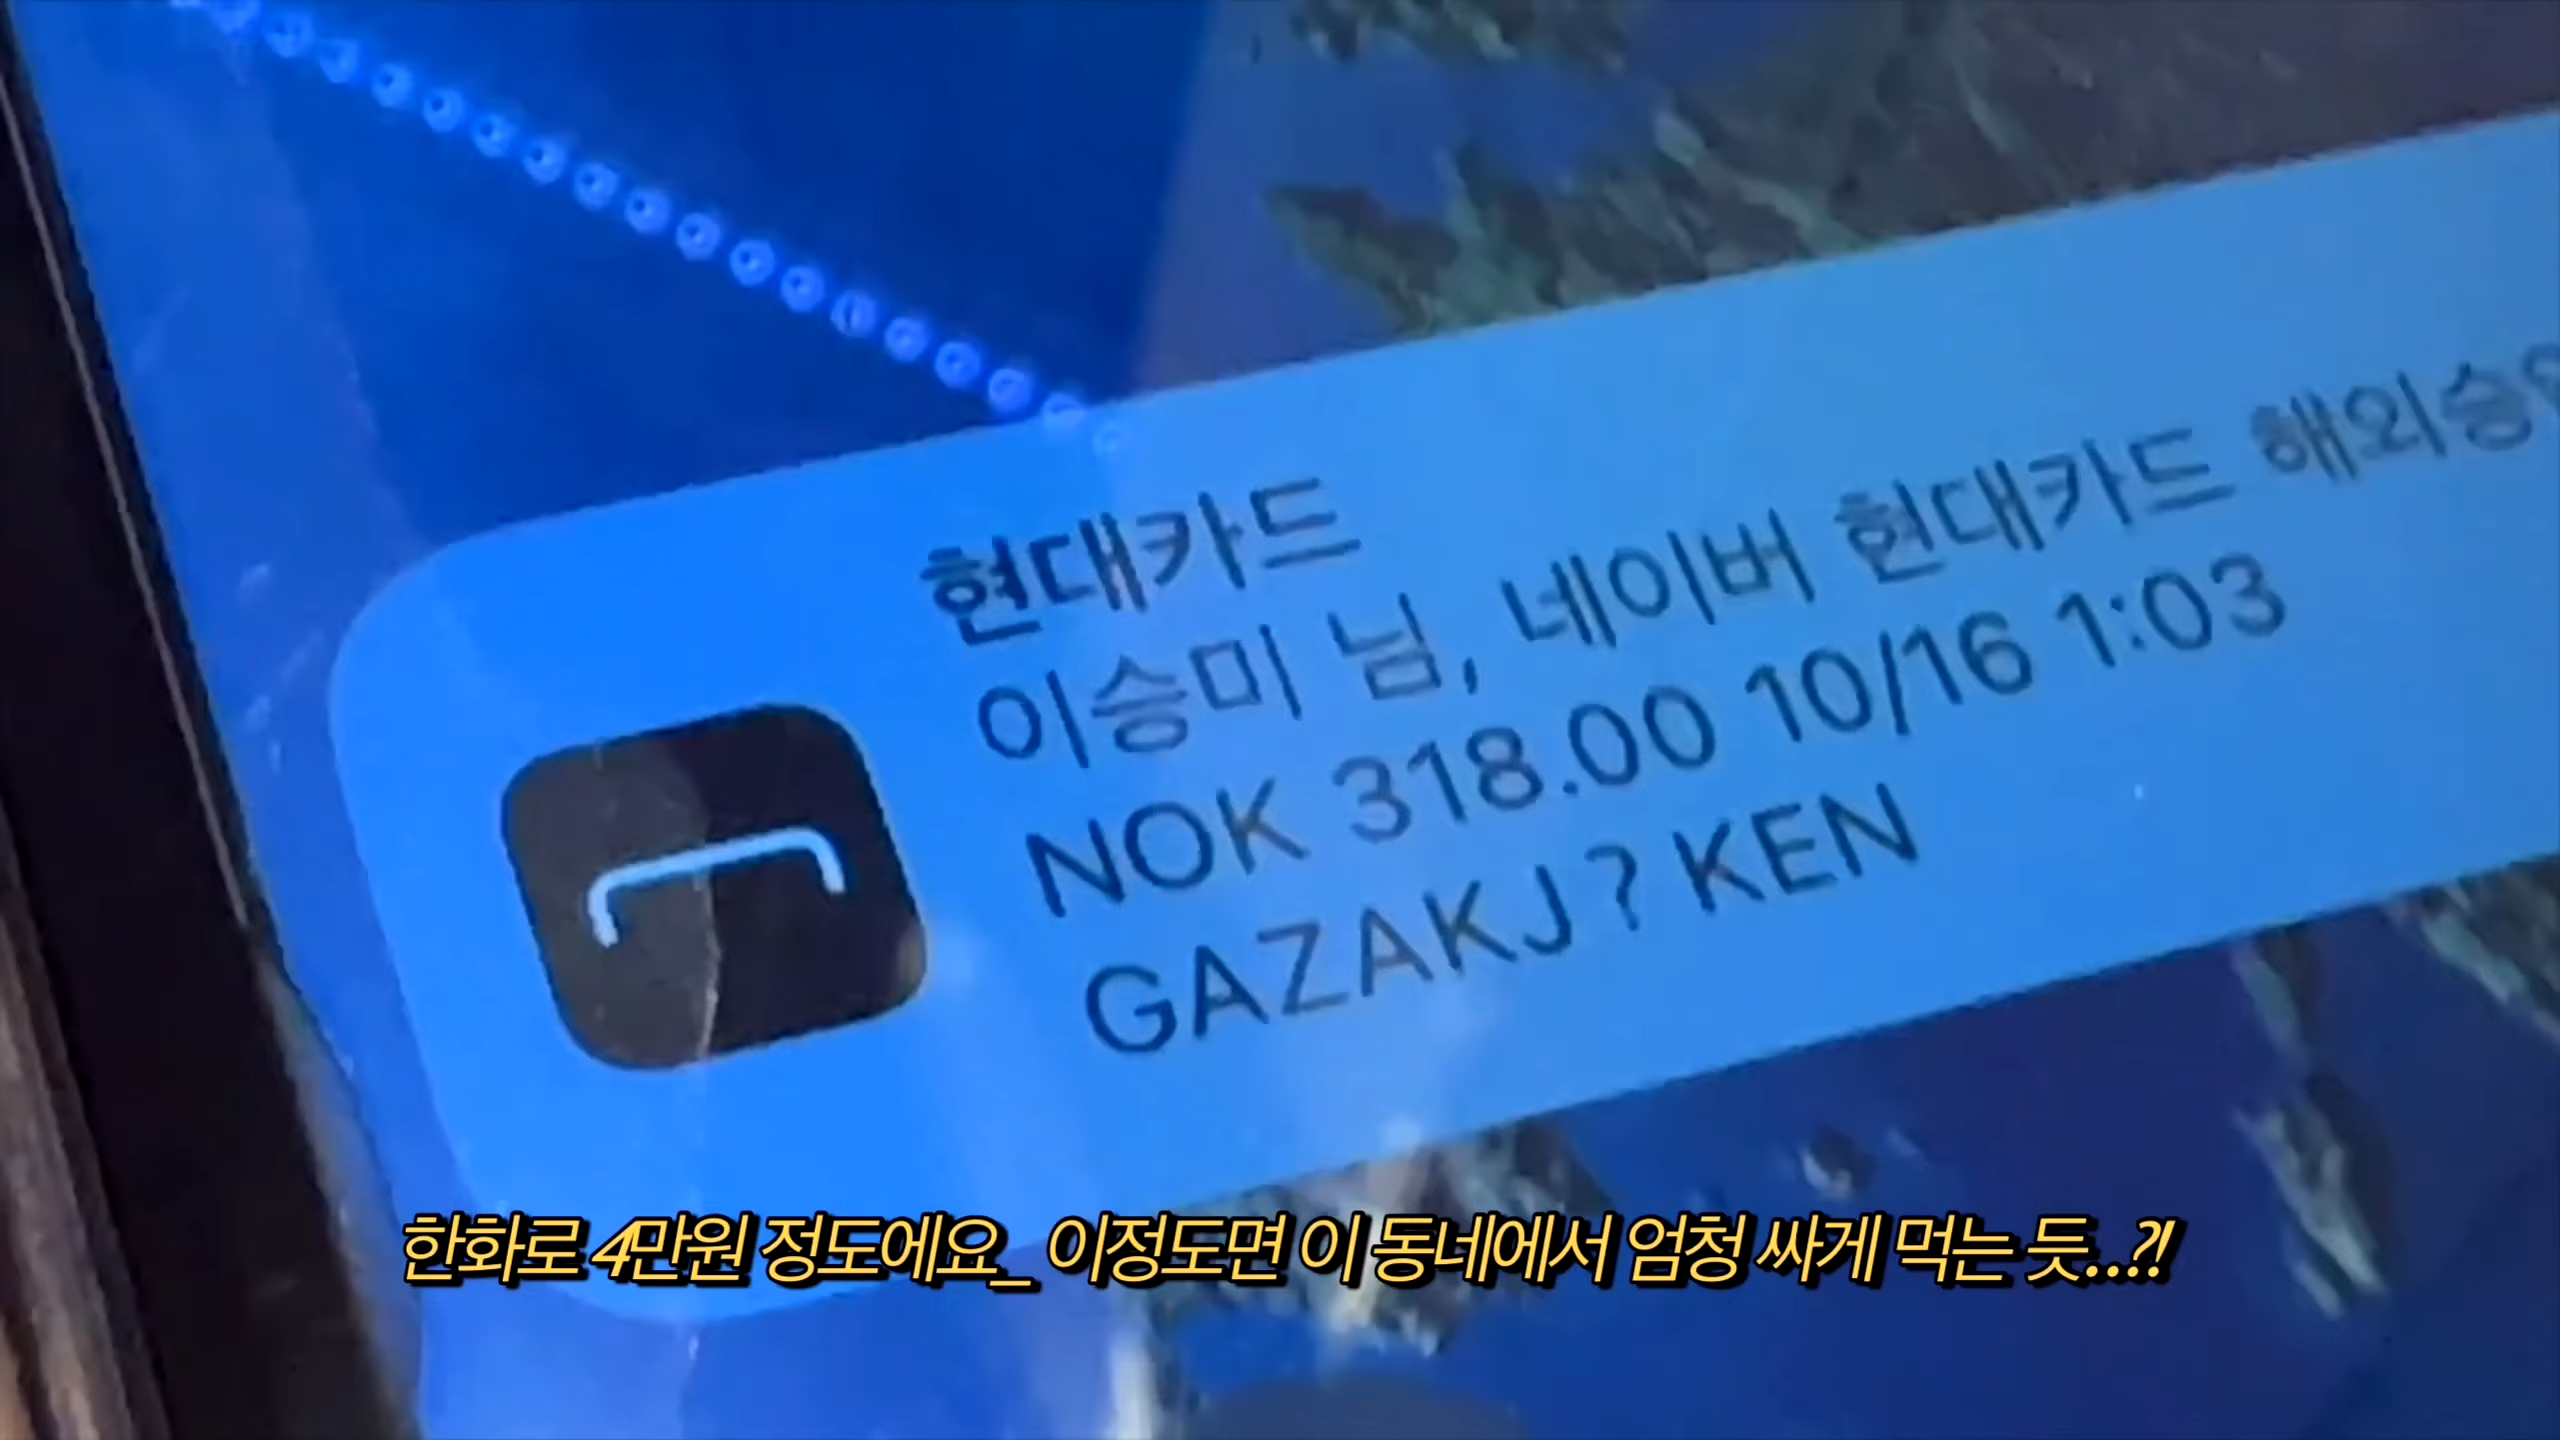 현대카드
이승미 님, 네이버 현대카드 해외승
NOK 318.00 10/16 1:03
GAZAKJ ? KEN
한화로 4만원 정도에요_ 이정도면 이 동네에서 엄청 싸게 먹는 듯..?!